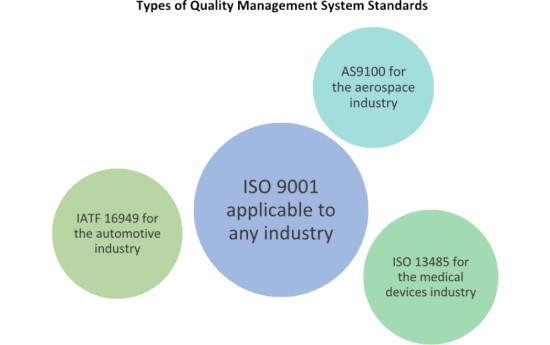 Types of Quality Management System Standards
AS9100 for
the aerospace
industry
ISO 9001
applicable to
any industry
IATF 16949 for
the automotive
industry
ISO 13485 for
the medical
devices industry